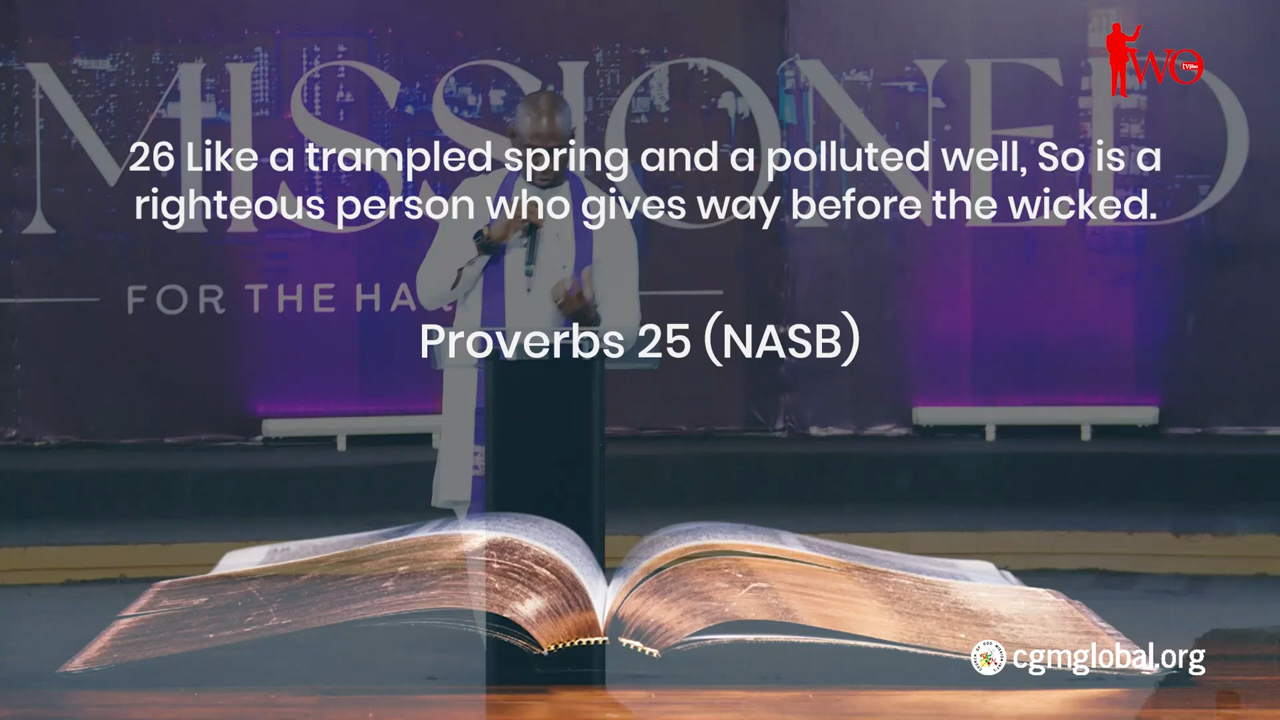 MISSIONED
WO
tvplus
26 Like a trampled spring and a polluted well, So is a
righteous person who gives way before the wicked.
FOR THE HA
Proverbs 25 (NASB)
cgmglobal.org